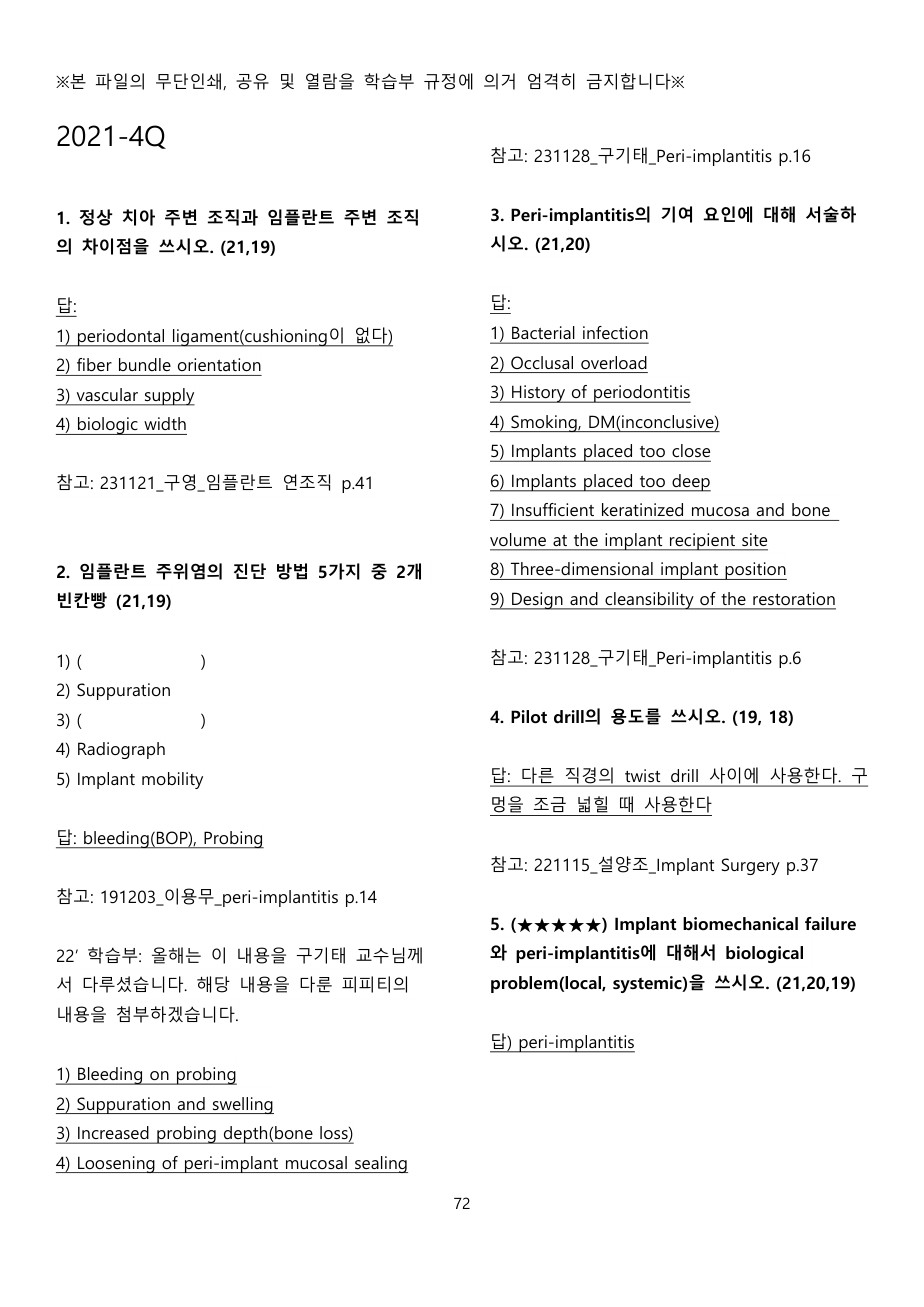 ※본 파일의 무단인쇄, 공유 및 열람을 학습부 규정에 의거 엄격히 금지합니다※
2021-4Q
1. 정상 치아 주변 조직과 임플란트 주변 조직
의 차이점을 쓰시오. (21,19)
답:
1) periodontal ligament(cushioning이 없다)
2) fiber bundle orientation
3) vascular supply
4) biologic width
참고: 231121_구영_임플란트 연조직 p.41
2. 임플란트 주위염의 진단 방법 5가지 중 2개
빈칸빵 (21,19)
1) (                    )
2) Suppuration
3) (                    )
4) Radiograph
5) Implant mobility
답: bleeding(BOP), Probing
참고: 191203_이용무_peri-implantitis p.14
22’ 학습부: 올해는 이 내용을 구기태 교수님께
서 다루셨습니다. 해당 내용을 다룬 피피티의
내용을 첨부하겠습니다.
1) Bleeding on probing
2) Suppuration and swelling
3) Increased probing depth(bone loss)
4) Loosening of peri-implant mucosal sealing
참고: 231128_구기태_Peri-implantitis p.16
3. Peri-implantitis의 기여 요인에 대해 서술하
시오. (21,20)
답:
1) Bacterial infection
2) Occlusal overload
3) History of periodontitis
4) Smoking, DM(inconclusive)
5) Implants placed too close
6) Implants placed too deep
7) Insufficient keratinized mucosa and bone
volume at the implant recipient site
8) Three-dimensional implant position
9) Design and cleansibility of the restoration
참고: 231128_구기태_Peri-implantitis p.6
4. Pilot drill의 용도를 쓰시오. (19, 18)
답: 다른 직경의 twist drill 사이에 사용한다. 구
멍을 조금 넓힐 때 사용한다
참고: 221115_설양조_Implant Surgery p.37
5. (★★★★★) Implant biomechanical failure
와 peri-implantitis에 대해서 biological
problem(local, systemic)을 쓰시오. (21,20,19)
답) peri-implantitis
72